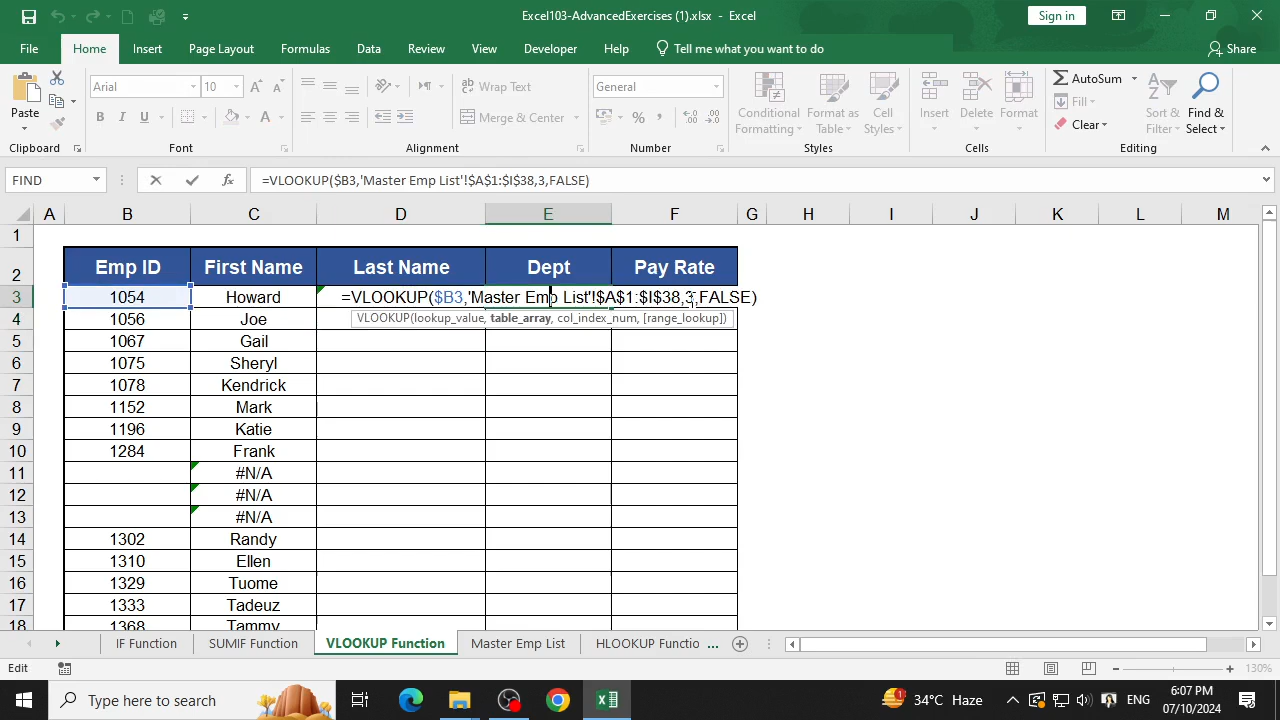 Excel103-AdvancedExercises (1).xlsx - Excel
Sign in
File Home Insert Page Layout Formulas Data Review View Developer Help Tell me what you want to do Share
Paste
Arial 10
B I U A
Wrap Text
Merge & Center
General
% ,
Conditional Formatting
Format as Table
Cell Styles
Insert Delete Format
AutoSum
Fill
Clear
Sort & Filter
Find & Select
Clipboard Font Alignment Number Styles Cells Editing
FIND fx =VLOOKUP($B3,'Master Emp List'!$A$1:$I$38,3,FALSE)
A B C D E F G H I J K L M
1
2 Emp ID First Name Last Name Dept Pay Rate
3 1054 Howard =VLOOKUP($B3,'Master Emp List'!$A$1:$I$38,3,FALSE)
4 1056 Joe VLOOKUP(lookup_value, table_array, col_index_num, [range_lookup])
5 1067 Gail
6 1075 Sheryl
7 1078 Kendrick
8 1152 Mark
9 1196 Katie
10 1284 Frank
11 #N/A
12 #N/A
13 #N/A
14 1302 Randy
15 1310 Ellen
16 1329 Tuome
17 1333 Tadeuz
18 1368 Tammy
IF Function SUMIF Function VLOOKUP Function Master Emp List HLOOKUP Functio ...
Edit 130%
Type here to search
34°C Haze
ENG
6:07 PM
07/10/2024